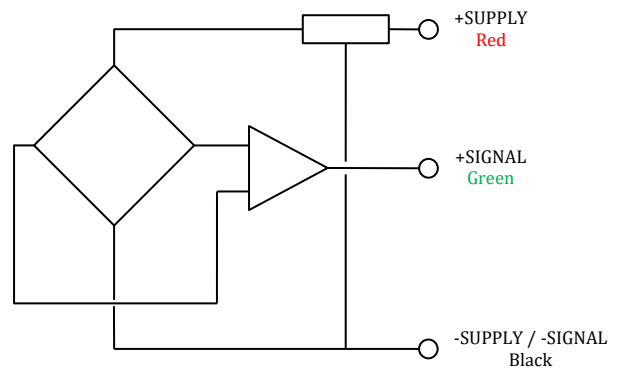 +SUPPLY
Red
+SIGNAL
Green
-SUPPLY / -SIGNAL
Black